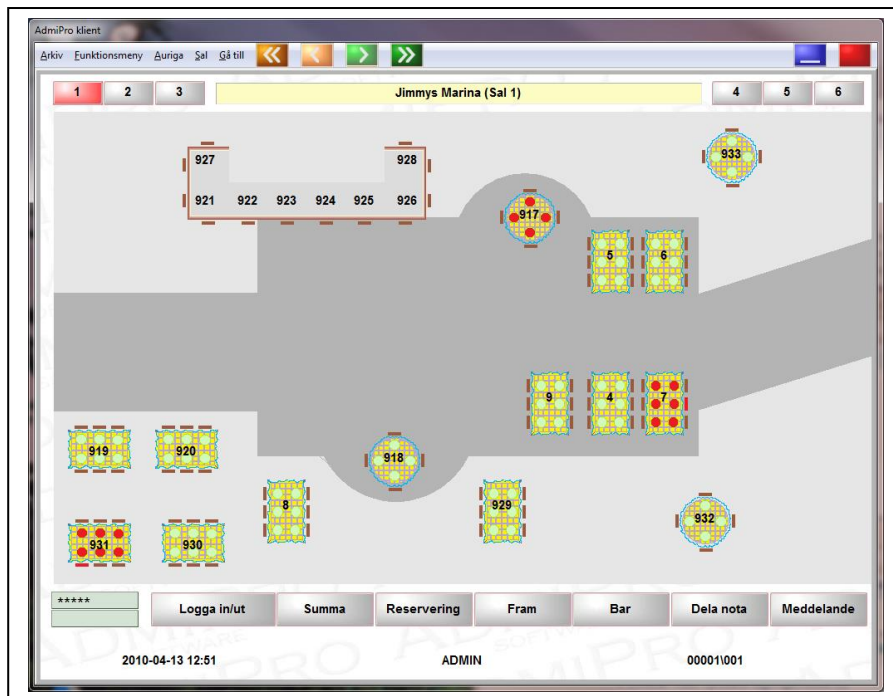 AdmiPro klient
Arkiv Funktionsmeny Auriga Sal Gå till
1 2 3 Jimmys Marina (Sal 1) 4 5 6
927 928 933
921 922 923 924 925 926
917
5 6
9 4 7
919 920 918
8 929
931 930 932
*****
Logga in/ut Summa Reservering Fram Bar Dela nota Meddelande
2010-04-13 12:51 ADMIN 00001\001